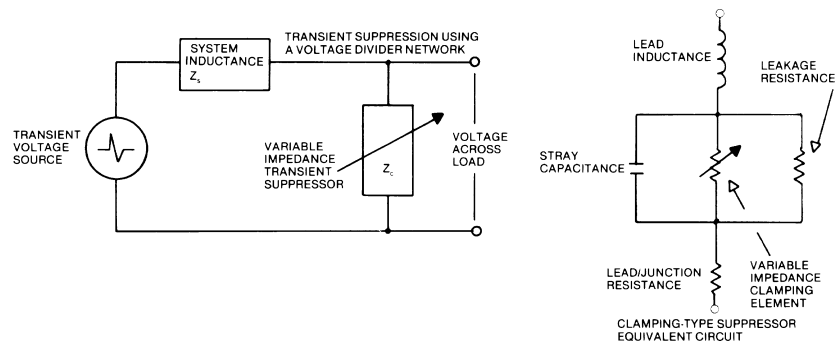 TRANSIENT SUPPRESSION USING
A VOLTAGE DIVIDER NETWORK
SYSTEM
INDUCTANCE
Zs
TRANSIENT
VOLTAGE
SOURCE
VARIABLE
IMPEDANCE
TRANSIENT
SUPPRESSOR
Zc
VOLTAGE
ACROSS
LOAD
LEAD
INDUCTANCE
LEAKAGE
RESISTANCE
STRAY
CAPACITANCE
LEAD/JUNCTION
RESISTANCE
VARIABLE
IMPEDANCE
CLAMPING
ELEMENT
CLAMPING-TYPE SUPPRESSOR
EQUIVALENT CIRCUIT